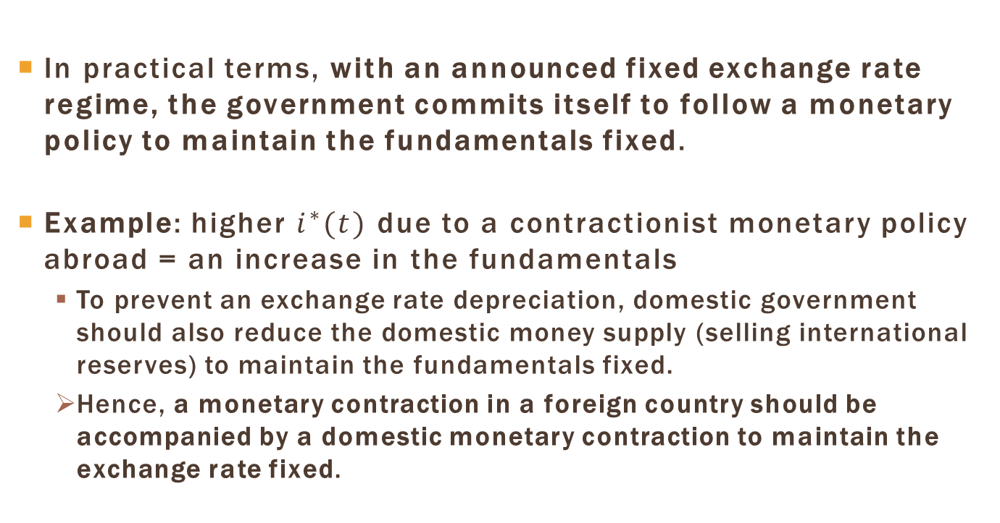 In practical terms, with an announced fixed exchange rate
regime, the government commits itself to follow a monetary
policy to maintain the fundamentals fixed.
Example: higher i*(t) due to a contractionist monetary policy
abroad = an increase in the fundamentals
To prevent an exchange rate depreciation, domestic government
should also reduce the domestic money supply (selling international
reserves) to maintain the fundamentals fixed.
Hence, a monetary contraction in a foreign country should be
accompanied by a domestic monetary contraction to maintain the
exchange rate fixed.